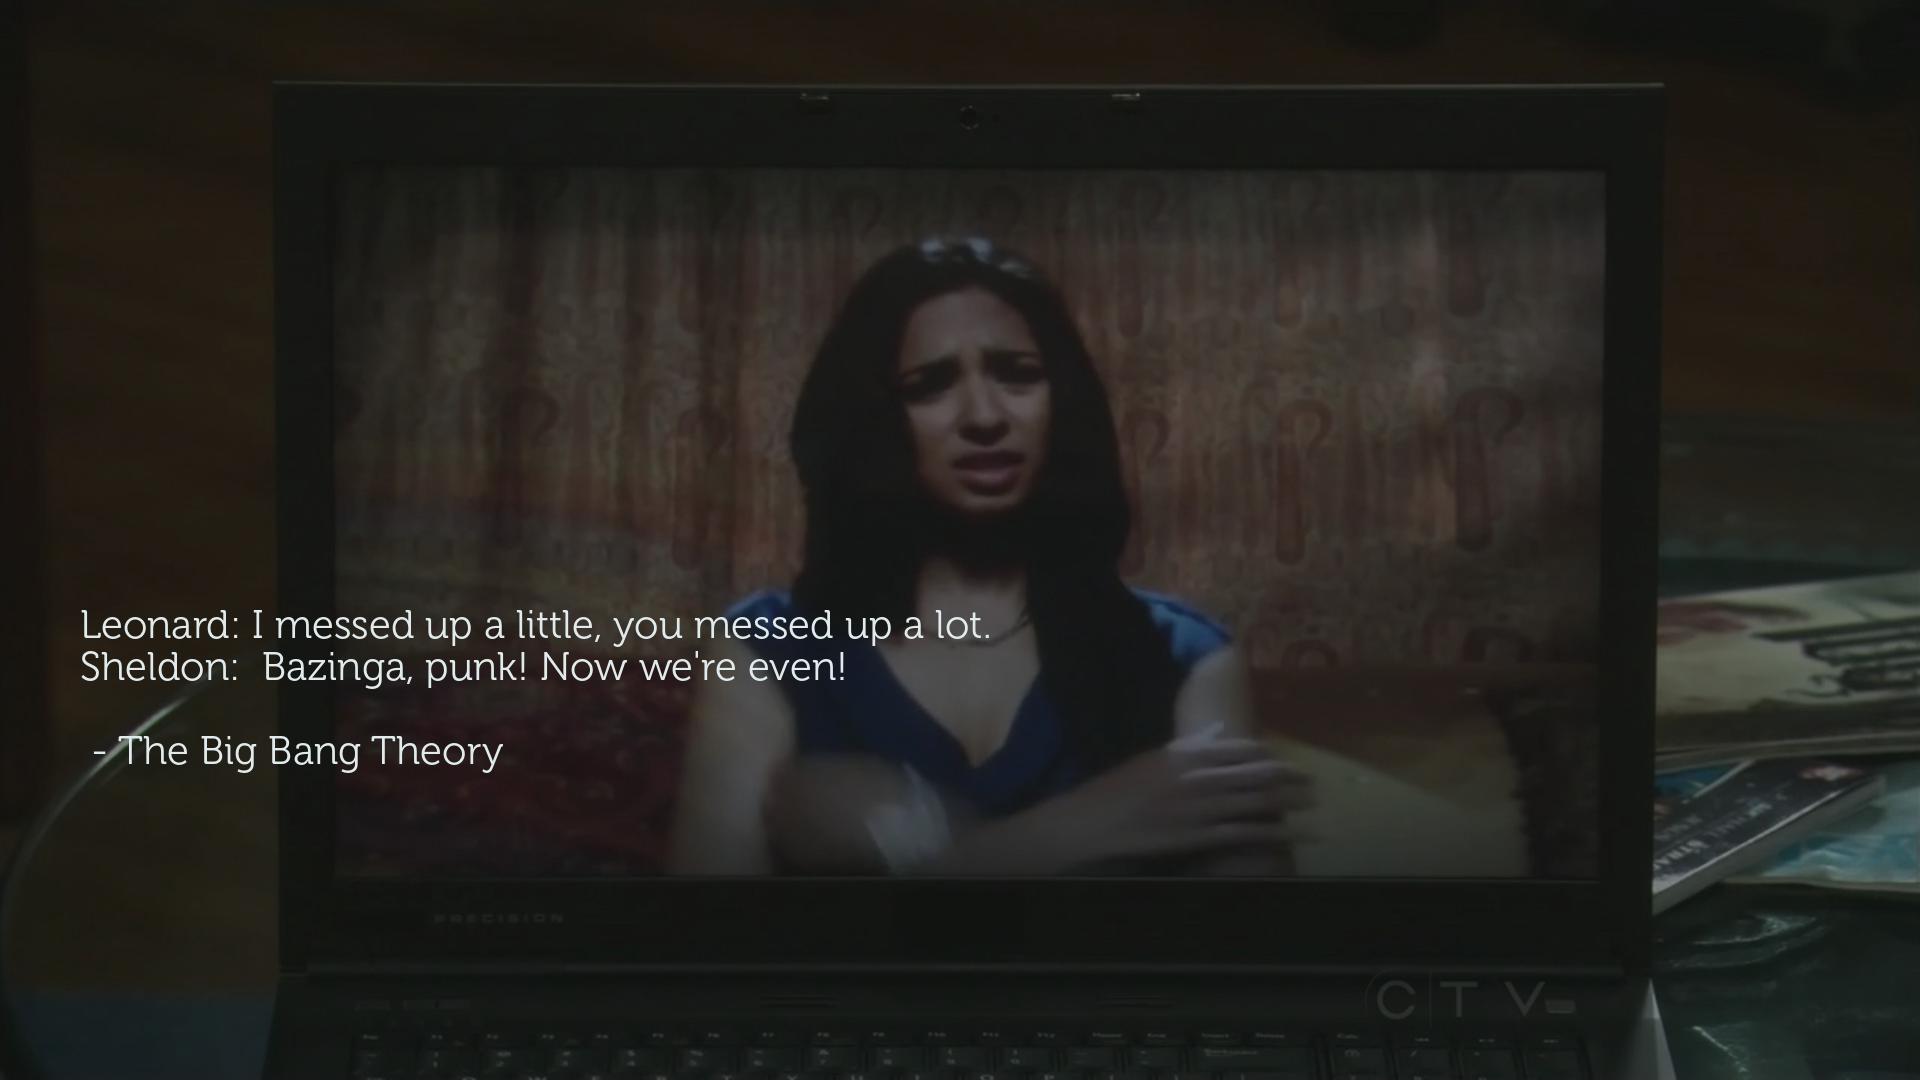 Leonard: I messed up a little, you messed up a lot.
Sheldon:  Bazinga, punk! Now we're even!
- The Big Bang Theory
PRECISION
CTV